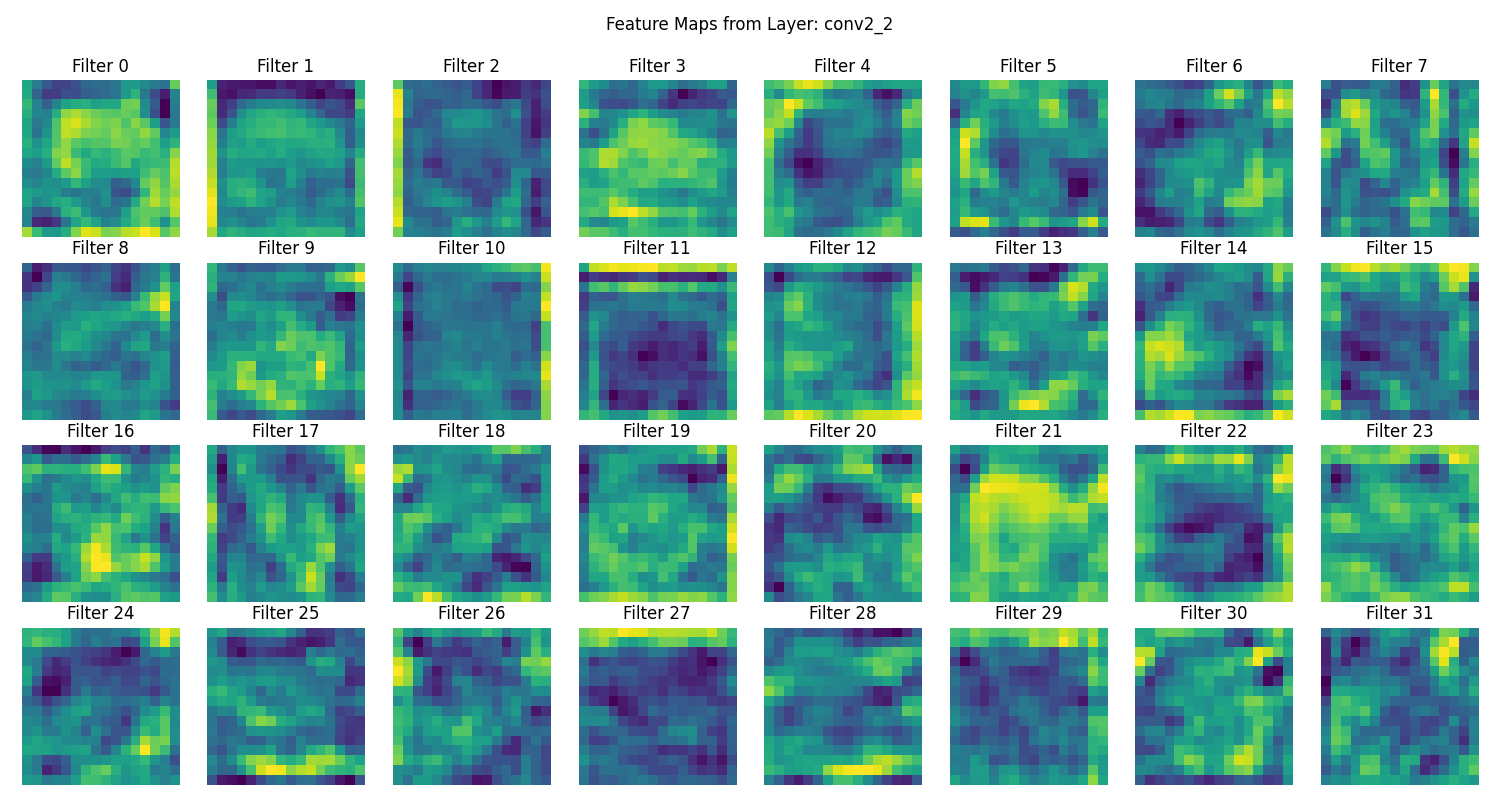 Feature Maps from Layer: conv2_2
Filter 0 Filter 1 Filter 2 Filter 3 Filter 4 Filter 5 Filter 6 Filter 7
Filter 8 Filter 9 Filter 10 Filter 11 Filter 12 Filter 13 Filter 14 Filter 15
Filter 16 Filter 17 Filter 18 Filter 19 Filter 20 Filter 21 Filter 22 Filter 23
Filter 24 Filter 25 Filter 26 Filter 27 Filter 28 Filter 29 Filter 30 Filter 31